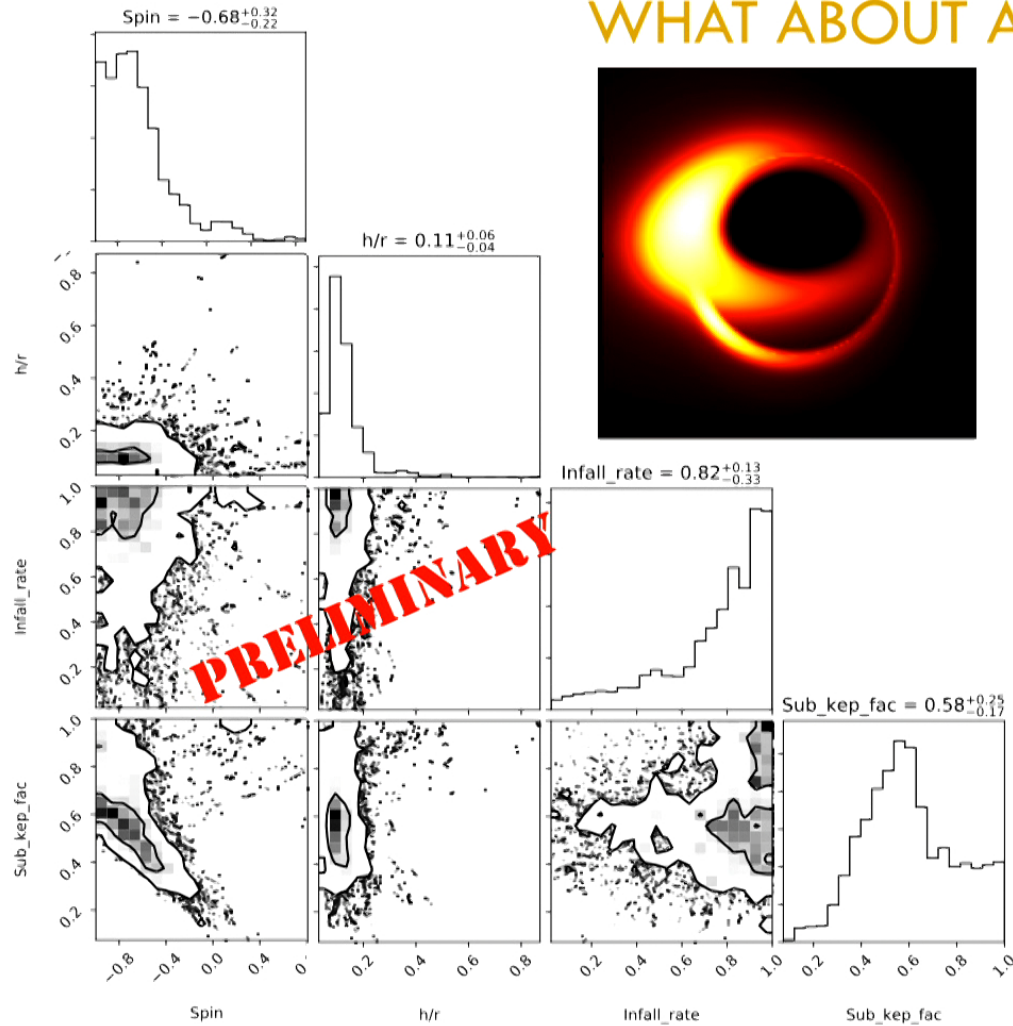 WHAT ABOUT A
Spin = −0.68 +0.32 −0.22
h/r = 0.11 +0.06 −0.04
Infall_rate = 0.82 +0.13 −0.33
Sub_kep_fac = 0.58 +0.25 −0.17
PRELIMINARY
h/r
0.8
0.6
0.4
0.2
Infall_rate
1.0
0.8
0.6
0.4
0.2
Sub_kep_fac
1.0
0.8
0.6
0.4
0.2
−0.8 −0.4 0.0 0.4
0.2 0.4 0.6 0.8
0.2 0.4 0.6 0.8 1.0
0.2 0.4 0.6 0.8 1.0
Spin h/r Infall_rate Sub_kep_fac